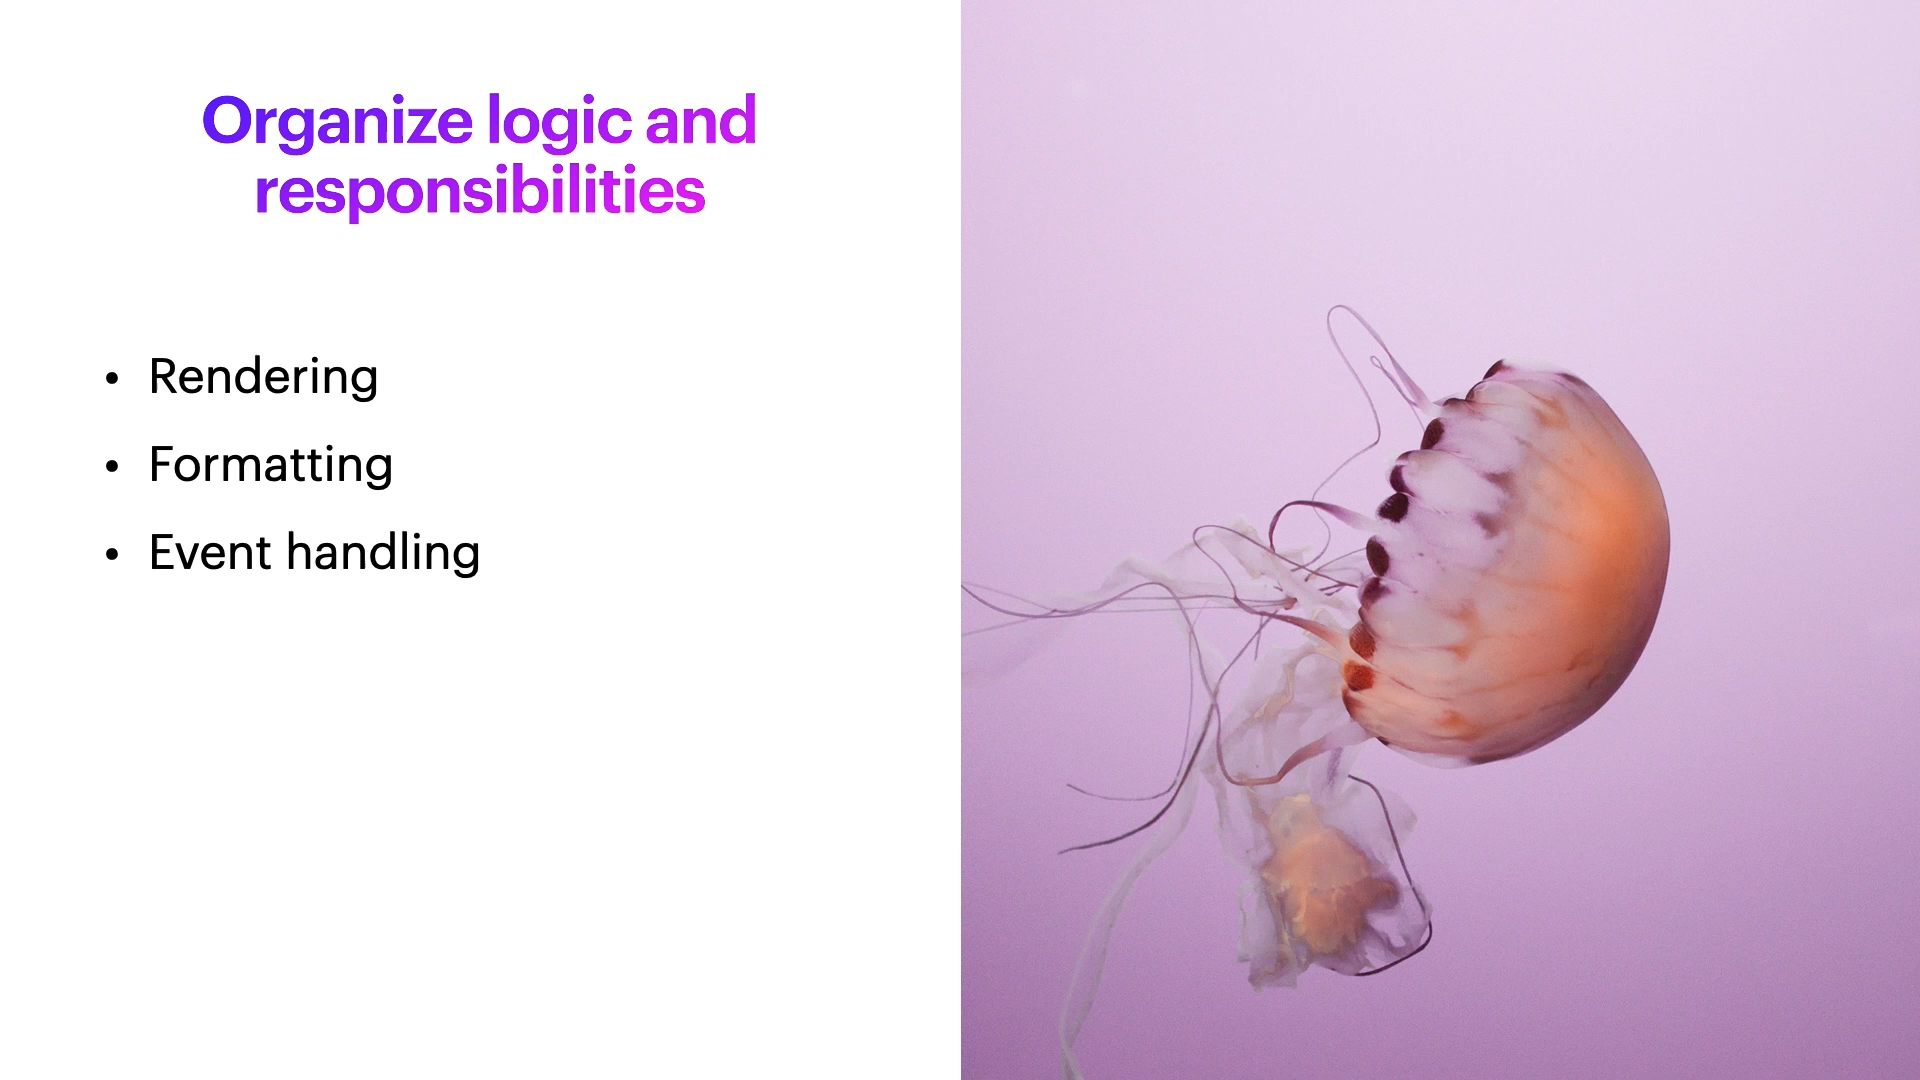 Organize logic and
responsibilities
• Rendering
• Formatting
• Event handling